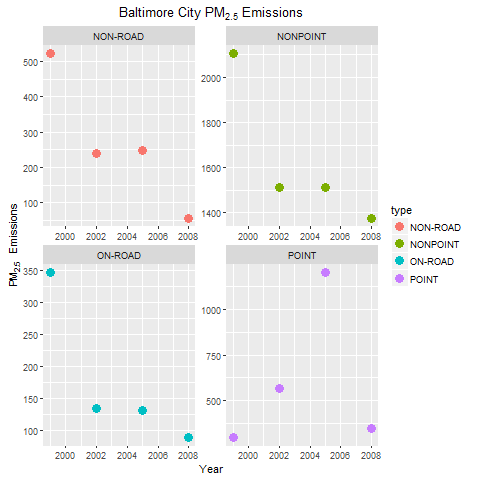 Baltimore City PM2.5 Emissions
NON-ROAD
NONPOINT
500
400
300
200
100
2000
1800
1600
1400
2000 2002 2004 2006 2008
2000 2002 2004 2006 2008
ON-ROAD
POINT
350
300
250
200
150
100
1000
750
500
2000 2002 2004 2006 2008
2000 2002 2004 2006 2008
PM2.5 Emissions
Year
type
NON-ROAD
NONPOINT
ON-ROAD
POINT